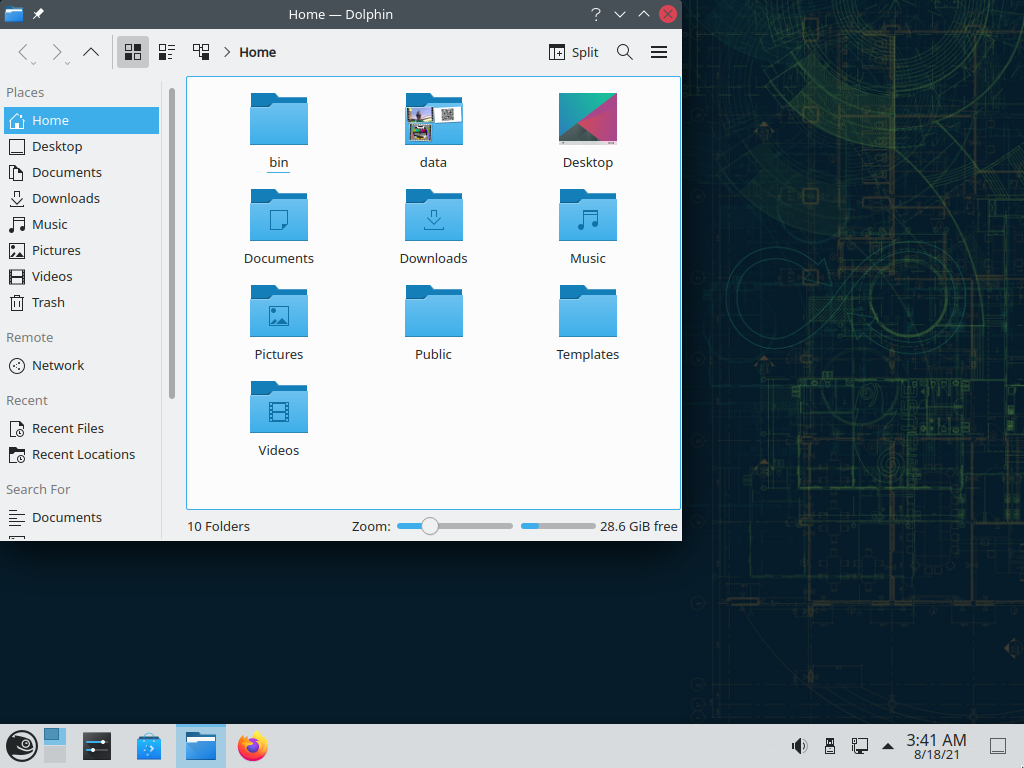 Home — Dolphin
Home
Split
Places
Home
Desktop
Documents
Downloads
Music
Pictures
Videos
Trash
Remote
Network
Recent
Recent Files
Recent Locations
Search For
Documents
bin
data
Desktop
Documents
Downloads
Music
Pictures
Public
Templates
Videos
10 Folders
Zoom:
28.6 GiB free
3:41 AM
8/18/21